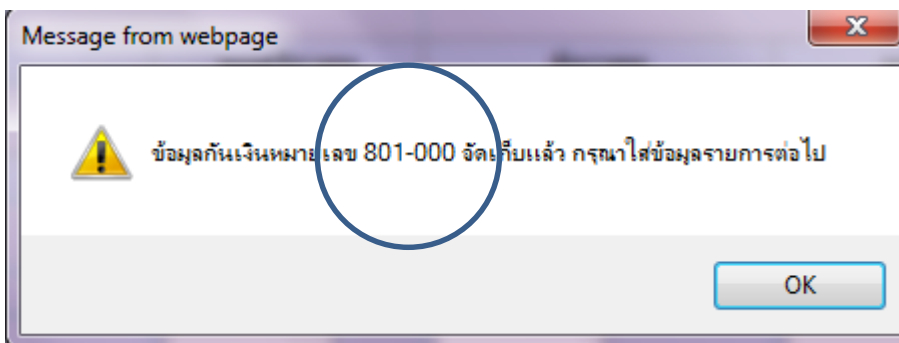 Message from webpage
ข้อมูลกันเงินหมายเลข 801-000 จัดเก็บแล้ว กรุณาใส่ข้อมูลรายการต่อไป
OK